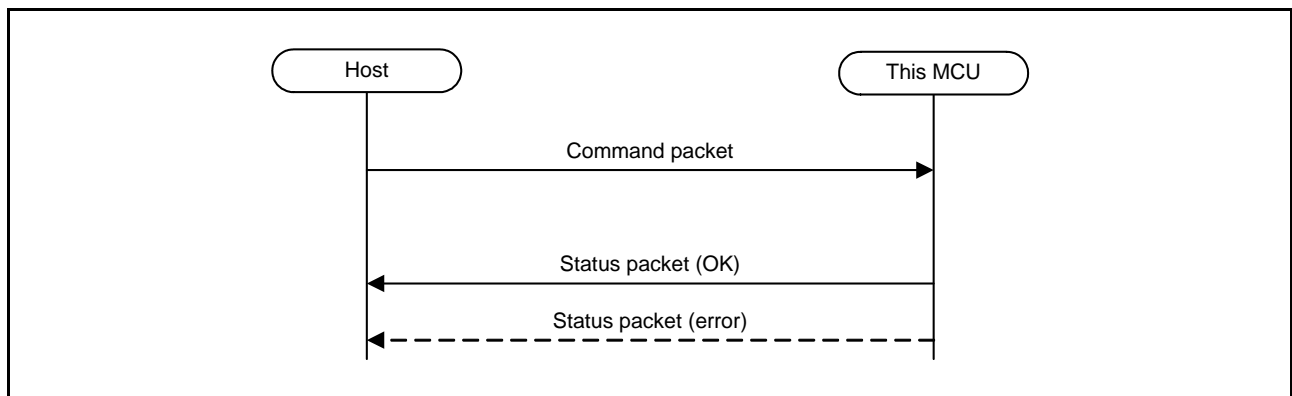 Host
This MCU
Command packet
Status packet (OK)
Status packet (error)